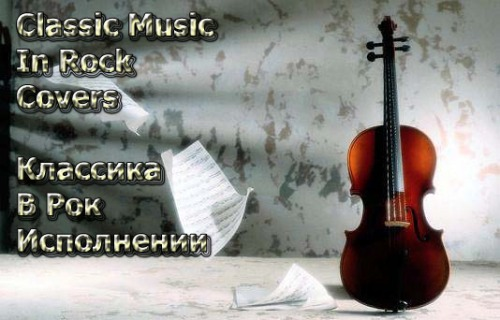 Classic Music
In Rock
Covers
Классика
В Рок
Исполнении